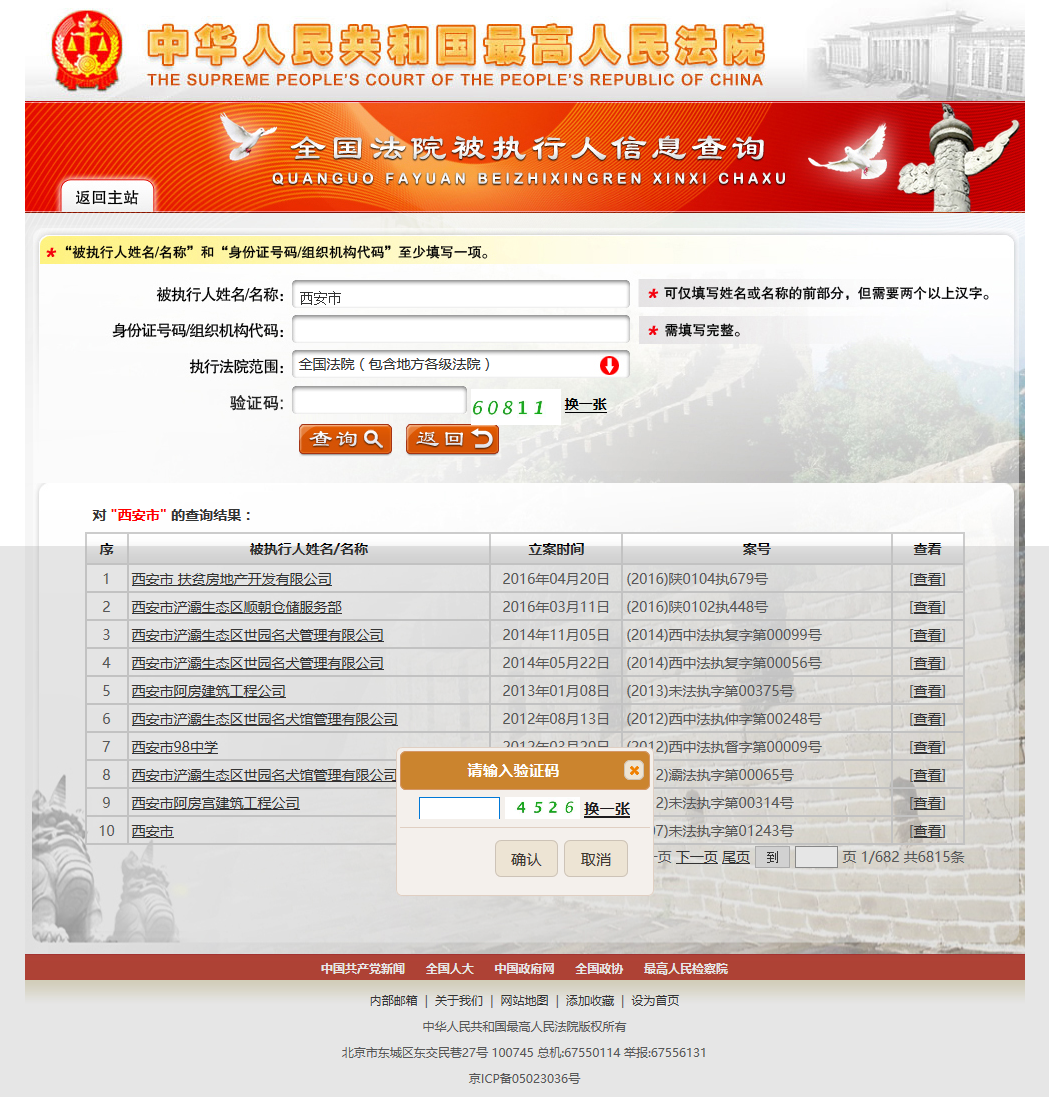 中华人民共和国最高人民法院
THE SUPREME PEOPLE'S COURT OF THE PEOPLE'S REPUBLIC OF CHINA
全国法院被执行人信息查询
QUANGUO FAYUAN BEIZHIXINGREN XINXI CHAXU
返回主站
* “被执行人姓名/名称”和“身份证号码/组织机构代码”至少填写一项。
被执行人姓名/名称: 西安市 * 可仅填写姓名或名称的前部分，但需要两个以上汉字。
身份证号码/组织机构代码: * 需填写完整。
执行法院范围: 全国法院（包含地方各级法院）
验证码: 60811 换一张
查询 返回
对 "西安市" 的查询结果：
序 被执行人姓名/名称 立案时间 案号 查看
1 西安市 扶贫房地产开发有限公司 2016年04月20日 (2016)陕0104执679号 [查看]
2 西安市浐灞生态区顺朝仓储服务部 2016年03月11日 (2016)陕0102执448号 [查看]
3 西安市浐灞生态区世园名犬管理有限公司 2014年11月05日 (2014)西中法执复字第00099号 [查看]
4 西安市浐灞生态区世园名犬管理有限公司 2014年05月22日 (2014)西中法执复字第00056号 [查看]
5 西安市阿房建筑工程公司 2013年01月08日 (2013)未法执字第00375号 [查看]
6 西安市浐灞生态区世园名犬馆管理有限公司 2012年08月13日 (2012)西中法执仲字第00248号 [查看]
7 西安市98中学 2012年03月20日 (2012)西中法执督字第00009号 [查看]
8 西安市浐灞生态区世园名犬馆管理有限公司 2)灞法执字第00065号 [查看]
9 西安市阿房宫建筑工程公司 2)未法执字第00314号 [查看]
10 西安市 7)未法执字第01243号 [查看]
请输入验证码
4526 换一张
确认 取消
页 下一页 尾页 到 页 1/682 共6815条
中国共产党新闻 全国人大 中国政府网 全国政协 最高人民检察院
内部邮箱 | 关于我们 | 网站地图 | 添加收藏 | 设为首页
中华人民共和国最高人民法院版权所有
北京市东城区东交民巷27号 100745 总机:67550114 举报:67556131
京ICP备05023036号